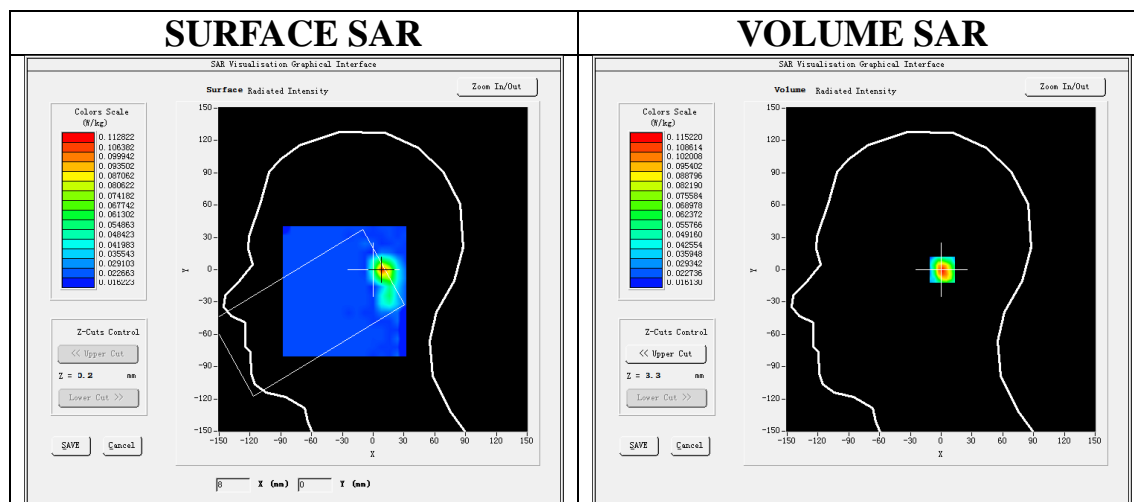 SURFACE SAR
VOLUME SAR
SAR Visualisation Graphical Interface
Surface Radiated Intensity
Zoom In/Out
Colors Scale
(W/kg)
0.112822
0.106382
0.099942
0.093502
0.087062
0.080622
0.074182
0.067742
0.061302
0.054863
0.048423
0.041983
0.035543
0.029103
0.022663
0.016223
150
120
90
60
30
0
-30
-60
-90
-120
-150
Y
-150 -120 -90 -60 -30 0 30 60 90 120 150
X
Z-Cuts Control
<< Upper Cut
Z = 0.2 mm
Lower Cut >>
SAVE Cancel
8 X (mm) 0 Y (mm)
SAR Visualisation Graphical Interface
Volume Radiated Intensity
Zoom In/Out
Colors Scale
(W/kg)
0.115220
0.108614
0.102008
0.095402
0.088796
0.082190
0.075584
0.068978
0.062372
0.055766
0.049160
0.042554
0.035948
0.029342
0.022736
0.016130
150
120
90
60
30
0
-30
-60
-90
-120
-150
Y
-150 -120 -90 -60 -30 0 30 60 90 120 150
X
Z-Cuts Control
<< Upper Cut
Z = 3.3 mm
Lower Cut >>
SAVE Cancel